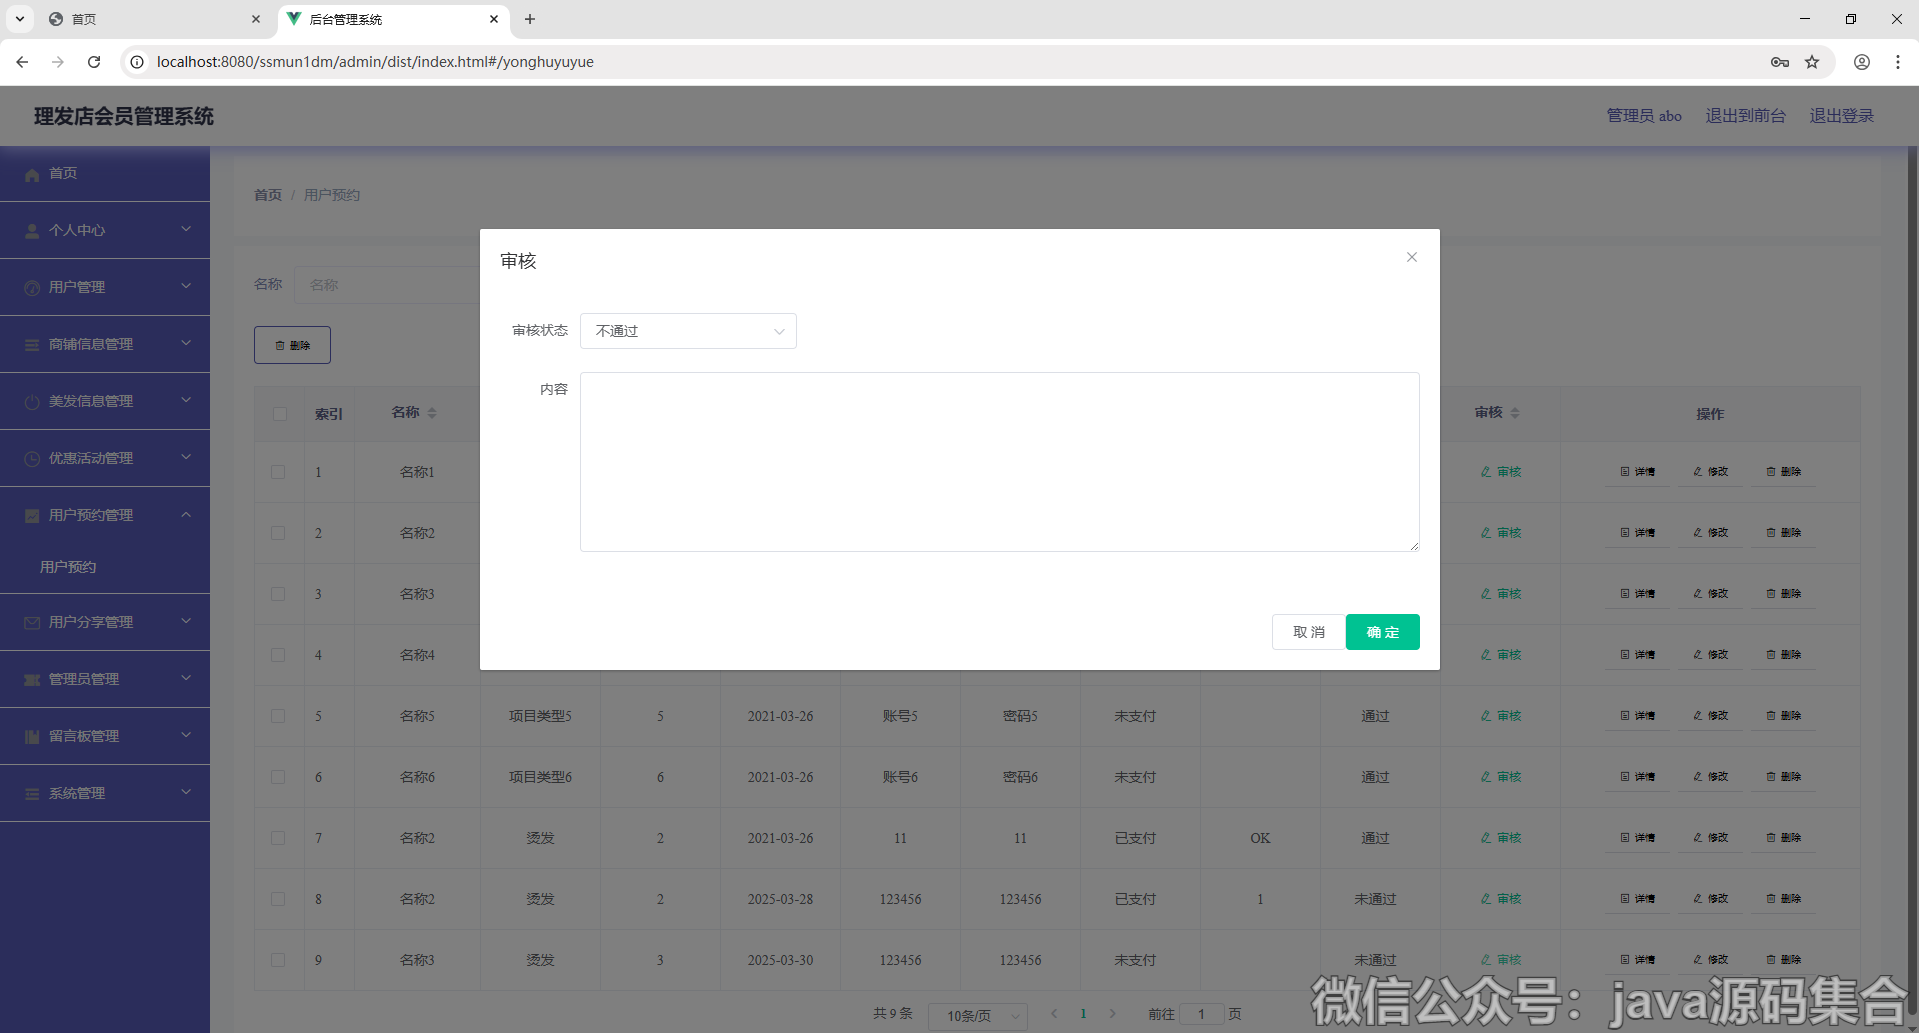 首页
后台管理系统
localhost:8080/ssmun1dm/admin/dist/index.html#/yonghuyuyue
理发店会员管理系统
管理员 abo
退出到前台
退出登录
首页
个人中心
用户管理
商铺信息管理
美发信息管理
优惠活动管理
用户预约管理
用户预约
用户分享管理
管理员管理
留言板管理
系统管理
首页 / 用户预约
名称 名称
删除
审核
审核状态 不通过
内容
取消 确定
索引 名称 审核 操作
1 名称1 审核 详情 修改 删除
2 名称2 审核 详情 修改 删除
3 名称3 审核 详情 修改 删除
4 名称4 审核 详情 修改 删除
5 名称5 项目类型5 5 2021-03-26 账号5 密码5 未支付 通过 审核 详情 修改 删除
6 名称6 项目类型6 6 2021-03-26 账号6 密码6 未支付 通过 审核 详情 修改 删除
7 名称2 烫发 2 2021-03-26 11 11 已支付 OK 通过 审核 详情 修改 删除
8 名称2 烫发 2 2025-03-28 123456 123456 已支付 1 未通过 审核 详情 修改 删除
9 名称3 烫发 3 2025-03-30 123456 123456 未支付 未通过 审核 详情 修改 删除
共 9 条 10条/页 1 前往 1 页
微信公众号：java源码集合